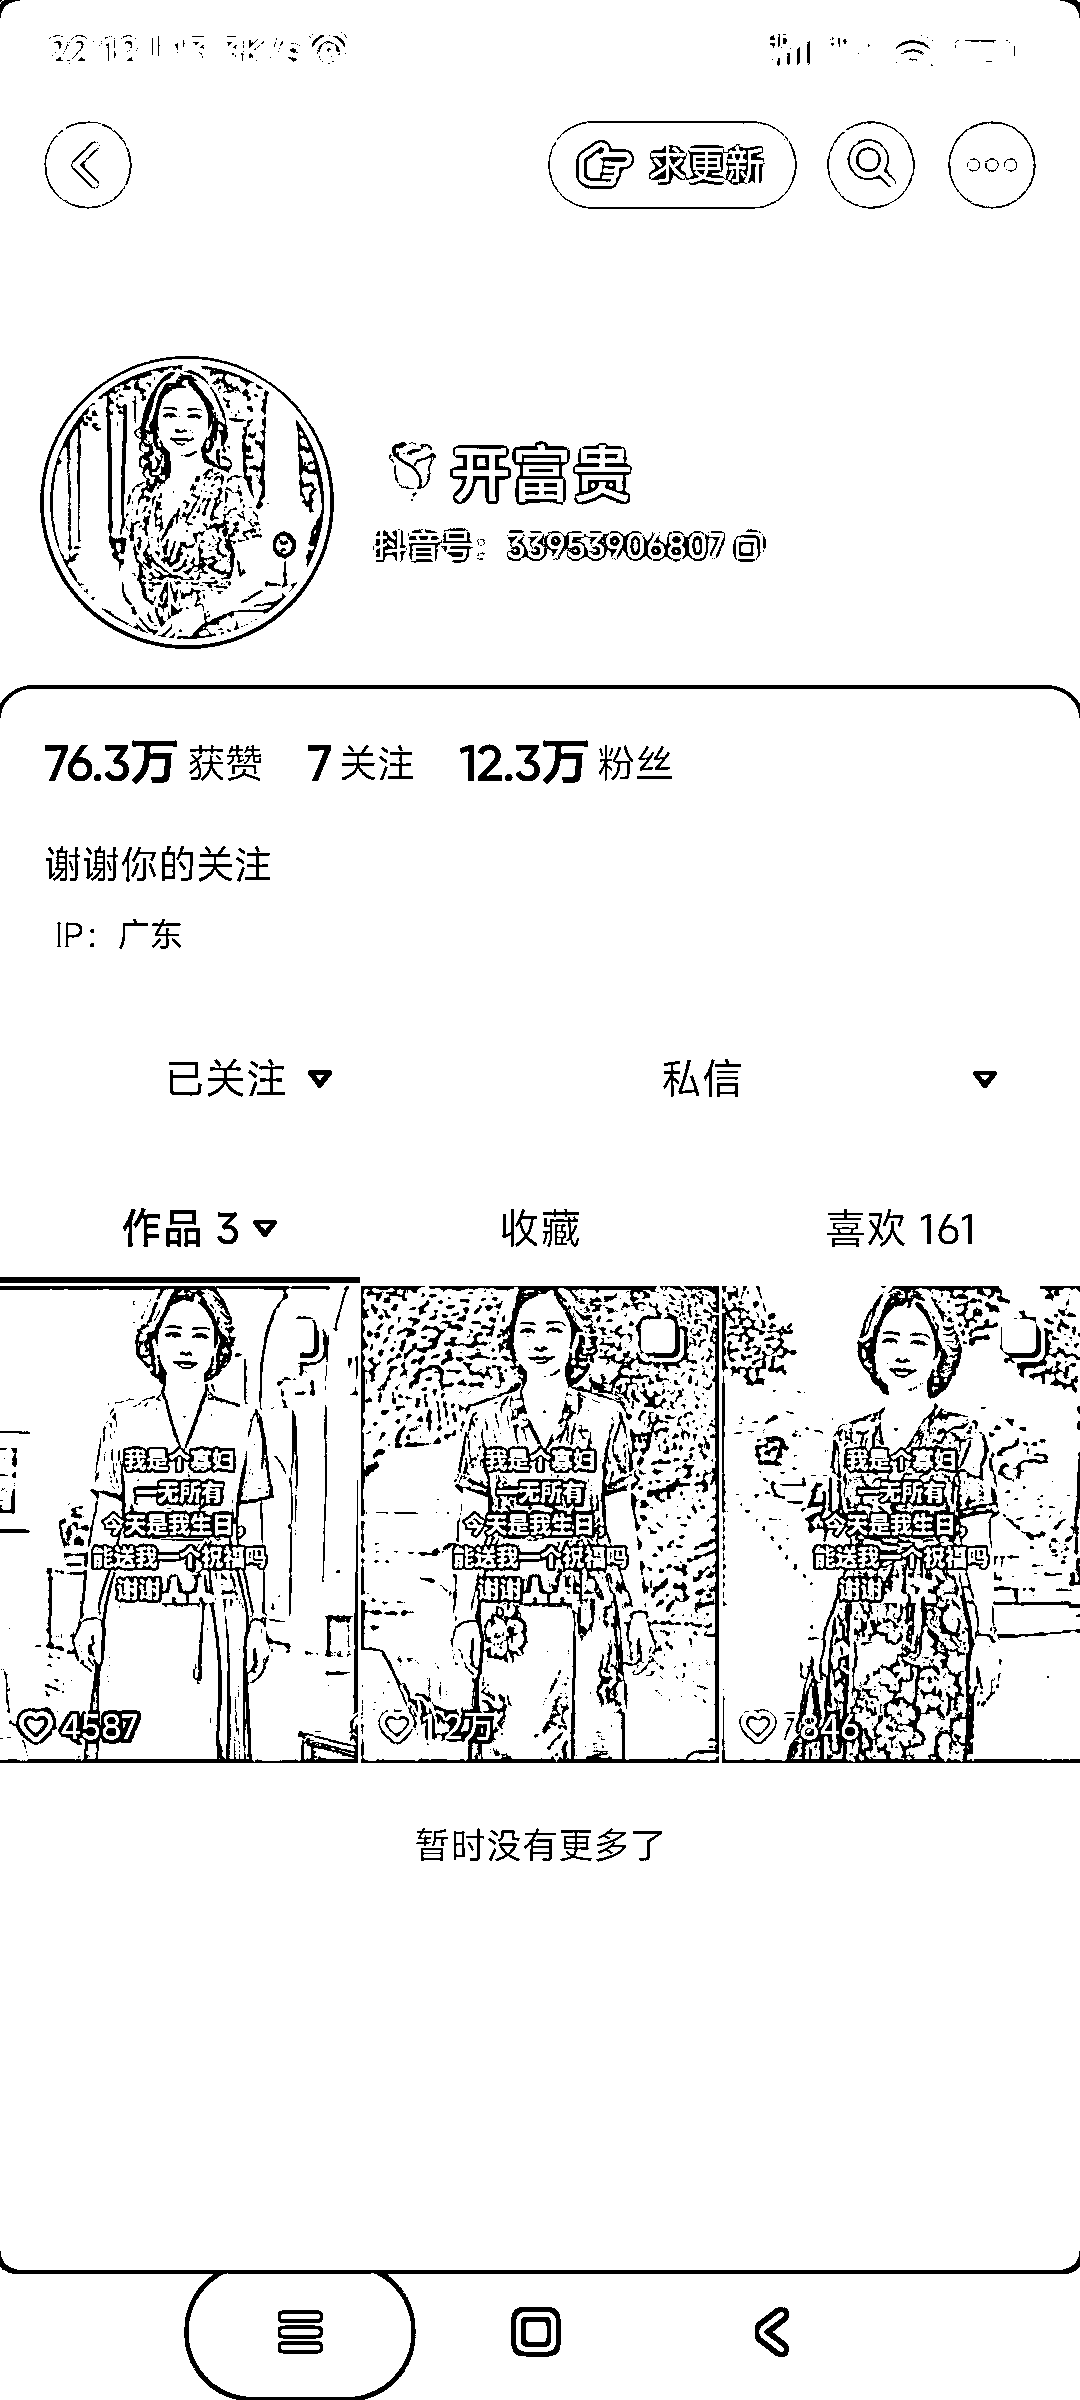 求更新
开富贵
抖音号：33953906807
76.3万 获赞 7 关注 12.3万 粉丝
谢谢你的关注
IP：广东
已关注 私信
作品 3 收藏 喜欢 161
我是个寡妇
一无所有
今天是我生日，
能送我一个祝福吗
谢谢
4587
我是个寡妇
一无所有
今天是我生日，
能送我一个祝福吗
谢谢
1.2万
我是个寡妇
一无所有
今天是我生日，
能送我一个祝福吗
谢谢
7846
暂时没有更多了